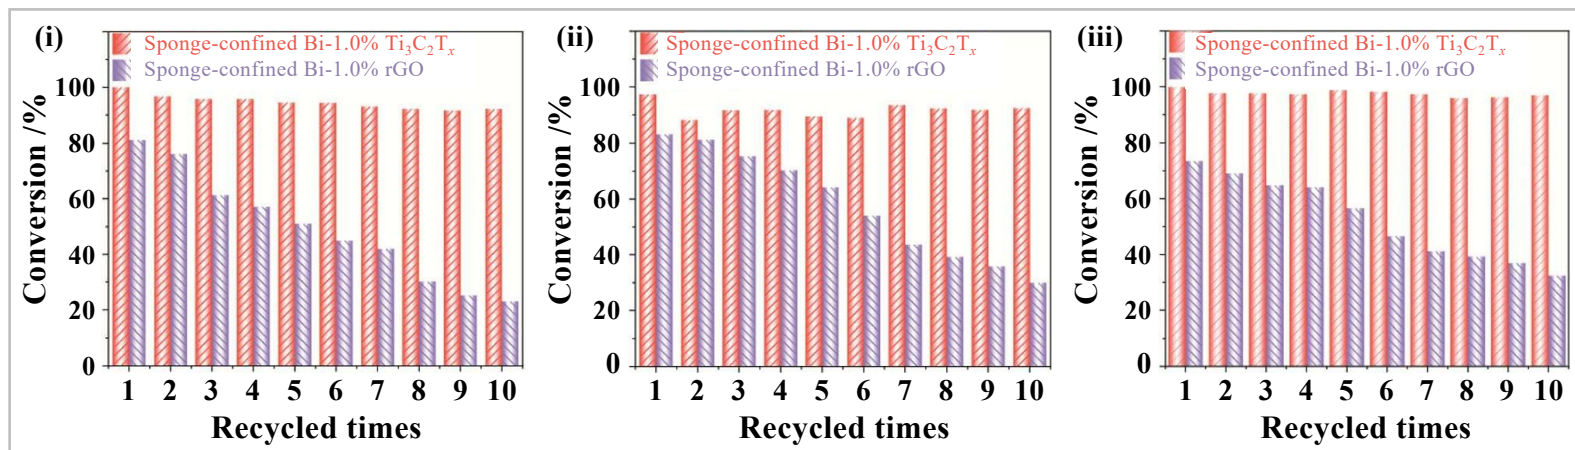 (i)
Sponge-confined Bi-1.0% Ti₃C₂Tₓ
Sponge-confined Bi-1.0% rGO
Conversion /%
100
80
60
40
20
0
1 2 3 4 5 6 7 8 9 10
Recycled times
(ii)
Sponge-confined Bi-1.0% Ti₃C₂Tₓ
Sponge-confined Bi-1.0% rGO
Conversion /%
100
80
60
40
20
0
1 2 3 4 5 6 7 8 9 10
Recycled times
(iii)
Sponge-confined Bi-1.0% Ti₃C₂Tₓ
Sponge-confined Bi-1.0% rGO
Conversion /%
100
80
60
40
20
0
1 2 3 4 5 6 7 8 9 10
Recycled times